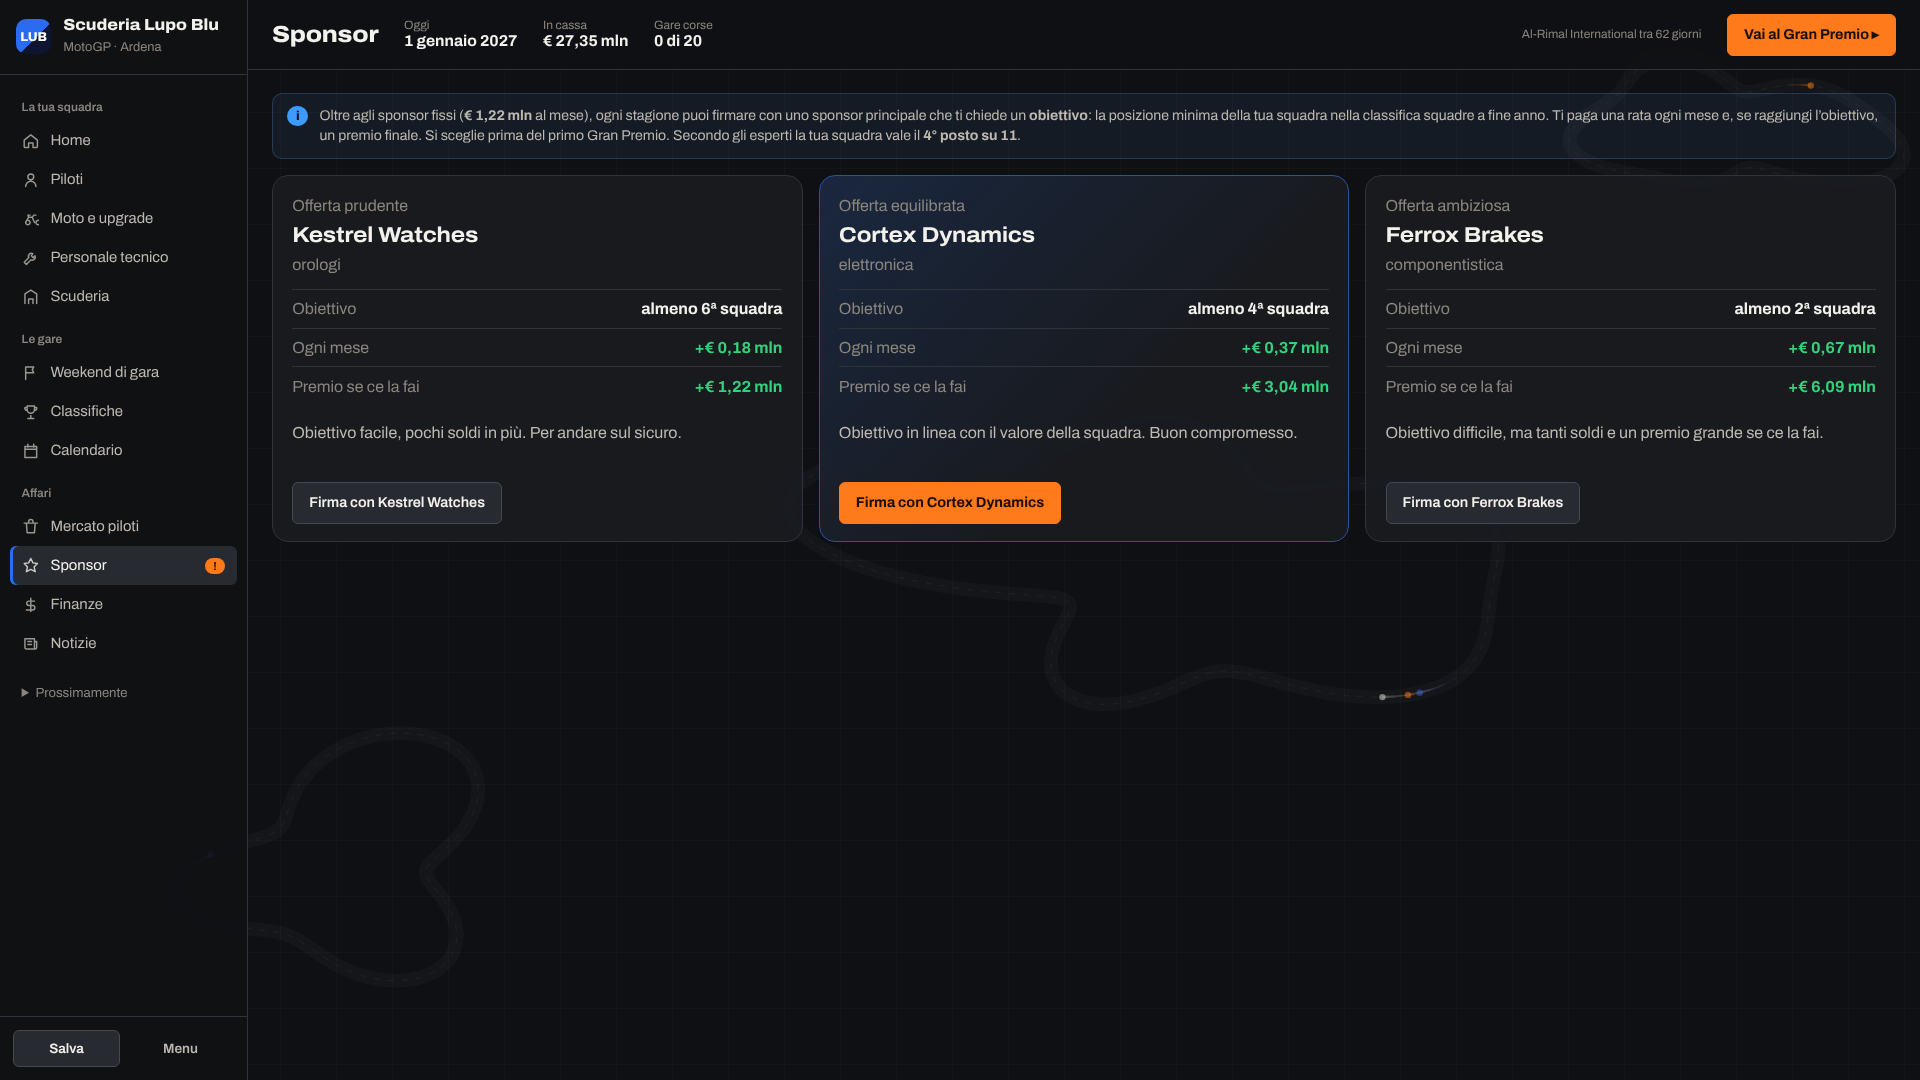 LUB
Scuderia Lupo Blu
MotoGP · Ardena
La tua squadra
Home
Piloti
Moto e upgrade
Personale tecnico
Scuderia
Le gare
Weekend di gara
Classifiche
Calendario
Affari
Mercato piloti
Sponsor
!
Finanze
Notizie
Prossimamente
Salva
Menu
Sponsor
Oggi
1 gennaio 2027
In cassa
€ 27,35 mln
Gare corse
0 di 20
Al-Rimal International tra 62 giorni
Vai al Gran Premio ▸
i
Oltre agli sponsor fissi (€ 1,22 mln al mese), ogni stagione puoi firmare con uno sponsor principale che ti chiede un obiettivo: la posizione minima della tua squadra nella classifica squadre a fine anno. Ti paga una rata ogni mese e, se raggiungi l'obiettivo,
un premio finale. Si sceglie prima del primo Gran Premio. Secondo gli esperti la tua squadra vale il 4° posto su 11.
Offerta prudente
Kestrel Watches
orologi
Obiettivo almeno 6ª squadra
Ogni mese +€ 0,18 mln
Premio se ce la fai +€ 1,22 mln
Obiettivo facile, pochi soldi in più. Per andare sul sicuro.
Firma con Kestrel Watches
Offerta equilibrata
Cortex Dynamics
elettronica
Obiettivo almeno 4ª squadra
Ogni mese +€ 0,37 mln
Premio se ce la fai +€ 3,04 mln
Obiettivo in linea con il valore della squadra. Buon compromesso.
Firma con Cortex Dynamics
Offerta ambiziosa
Ferrox Brakes
componentistica
Obiettivo almeno 2ª squadra
Ogni mese +€ 0,67 mln
Premio se ce la fai +€ 6,09 mln
Obiettivo difficile, ma tanti soldi e un premio grande se ce la fai.
Firma con Ferrox Brakes